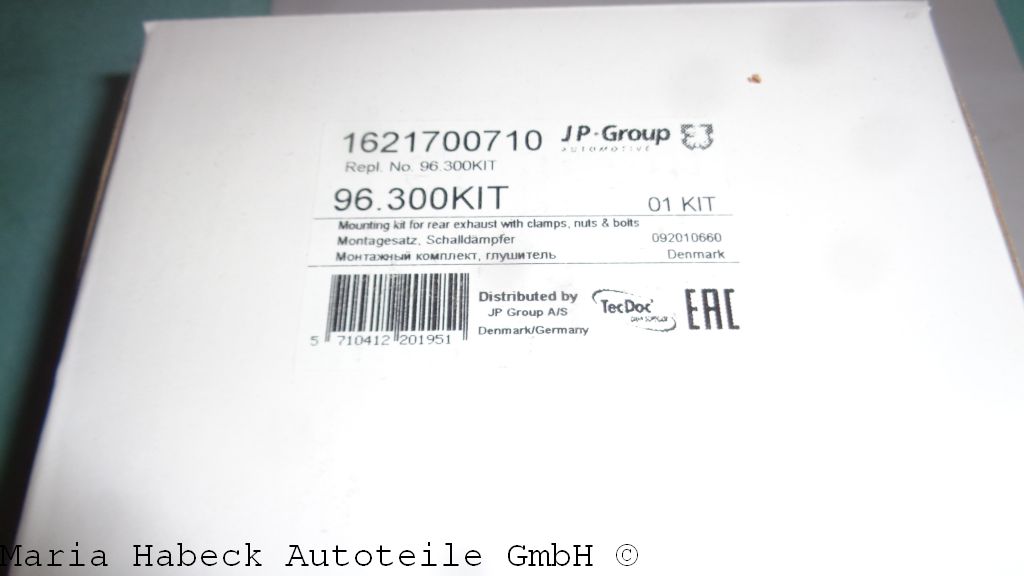 1621700710 JP·Group
AUTOMOTIVE
Repl. No. 96.300KIT
96.300KIT 01 KIT
Mounting kit for rear exhaust with clamps, nuts & bolts
Montagesatz, Schalldämpfer 092010660
Монтажный комплект, глушитель Denmark
Distributed by
JP Group A/S
Denmark/Germany
TecDoc
EAC
5 710412 201951
Maria Habeck Autoteile GmbH ©